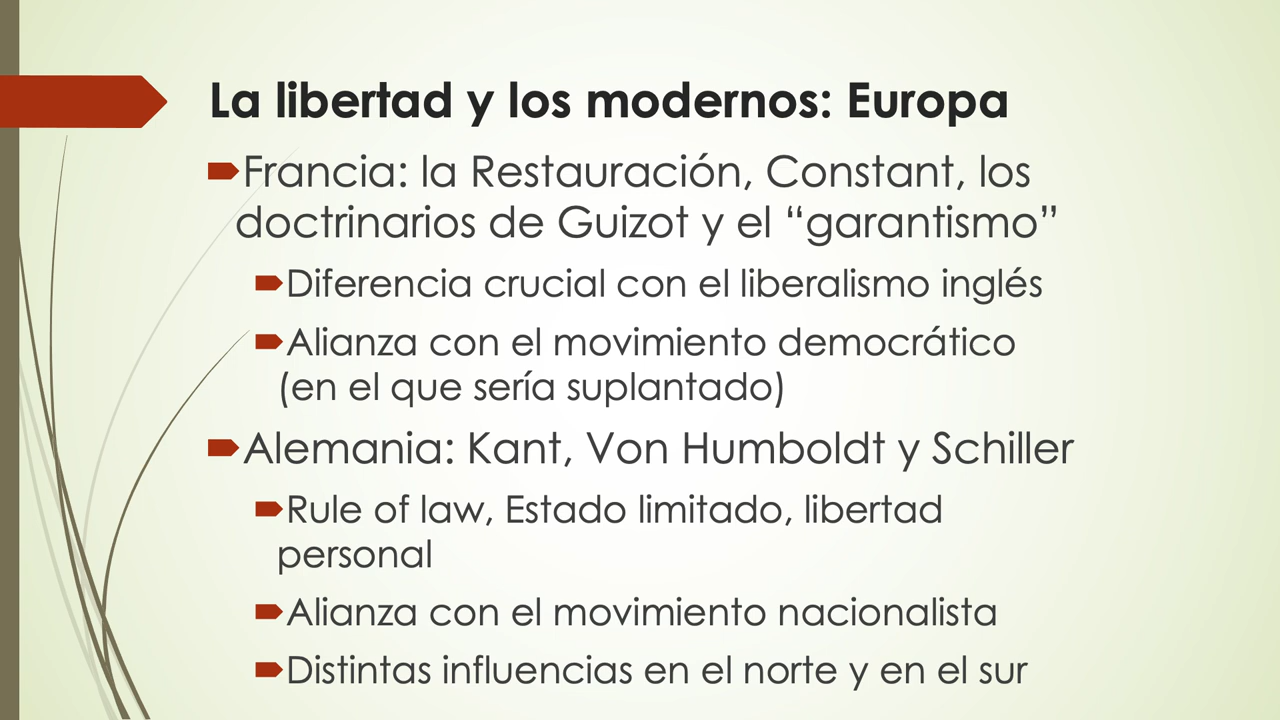 La libertad y los modernos: Europa
Francia: la Restauración, Constant, los
doctrinarios de Guizot y el “garantismo”
Diferencia crucial con el liberalismo inglés
Alianza con el movimiento democrático
(en el que sería suplantado)
Alemania: Kant, Von Humboldt y Schiller
Rule of law, Estado limitado, libertad
personal
Alianza con el movimiento nacionalista
Distintas influencias en el norte y en el sur